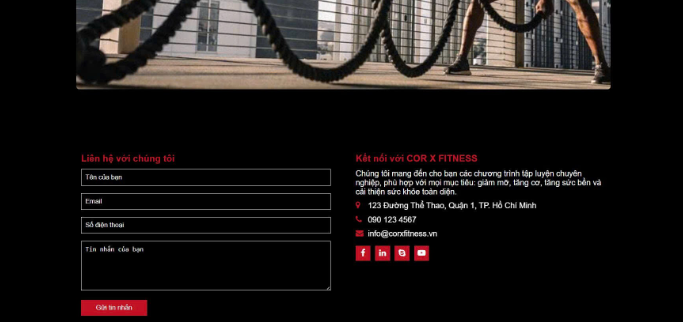 Liên hệ với chúng tôi
Tên của bạn
Email
Số điện thoại
Tin nhắn của bạn
Gửi tin nhắn
Kết nối với COR X FITNESS
Chúng tôi mang đến cho bạn các chương trình tập luyện chuyên
nghiệp, phù hợp với mọi mục tiêu: giảm mỡ, tăng cơ, tăng sức bền và
cải thiện sức khỏe toàn diện.
123 Đường Thể Thao, Quận 1, TP. Hồ Chí Minh
090 123 4567
info@corxfitness.vn